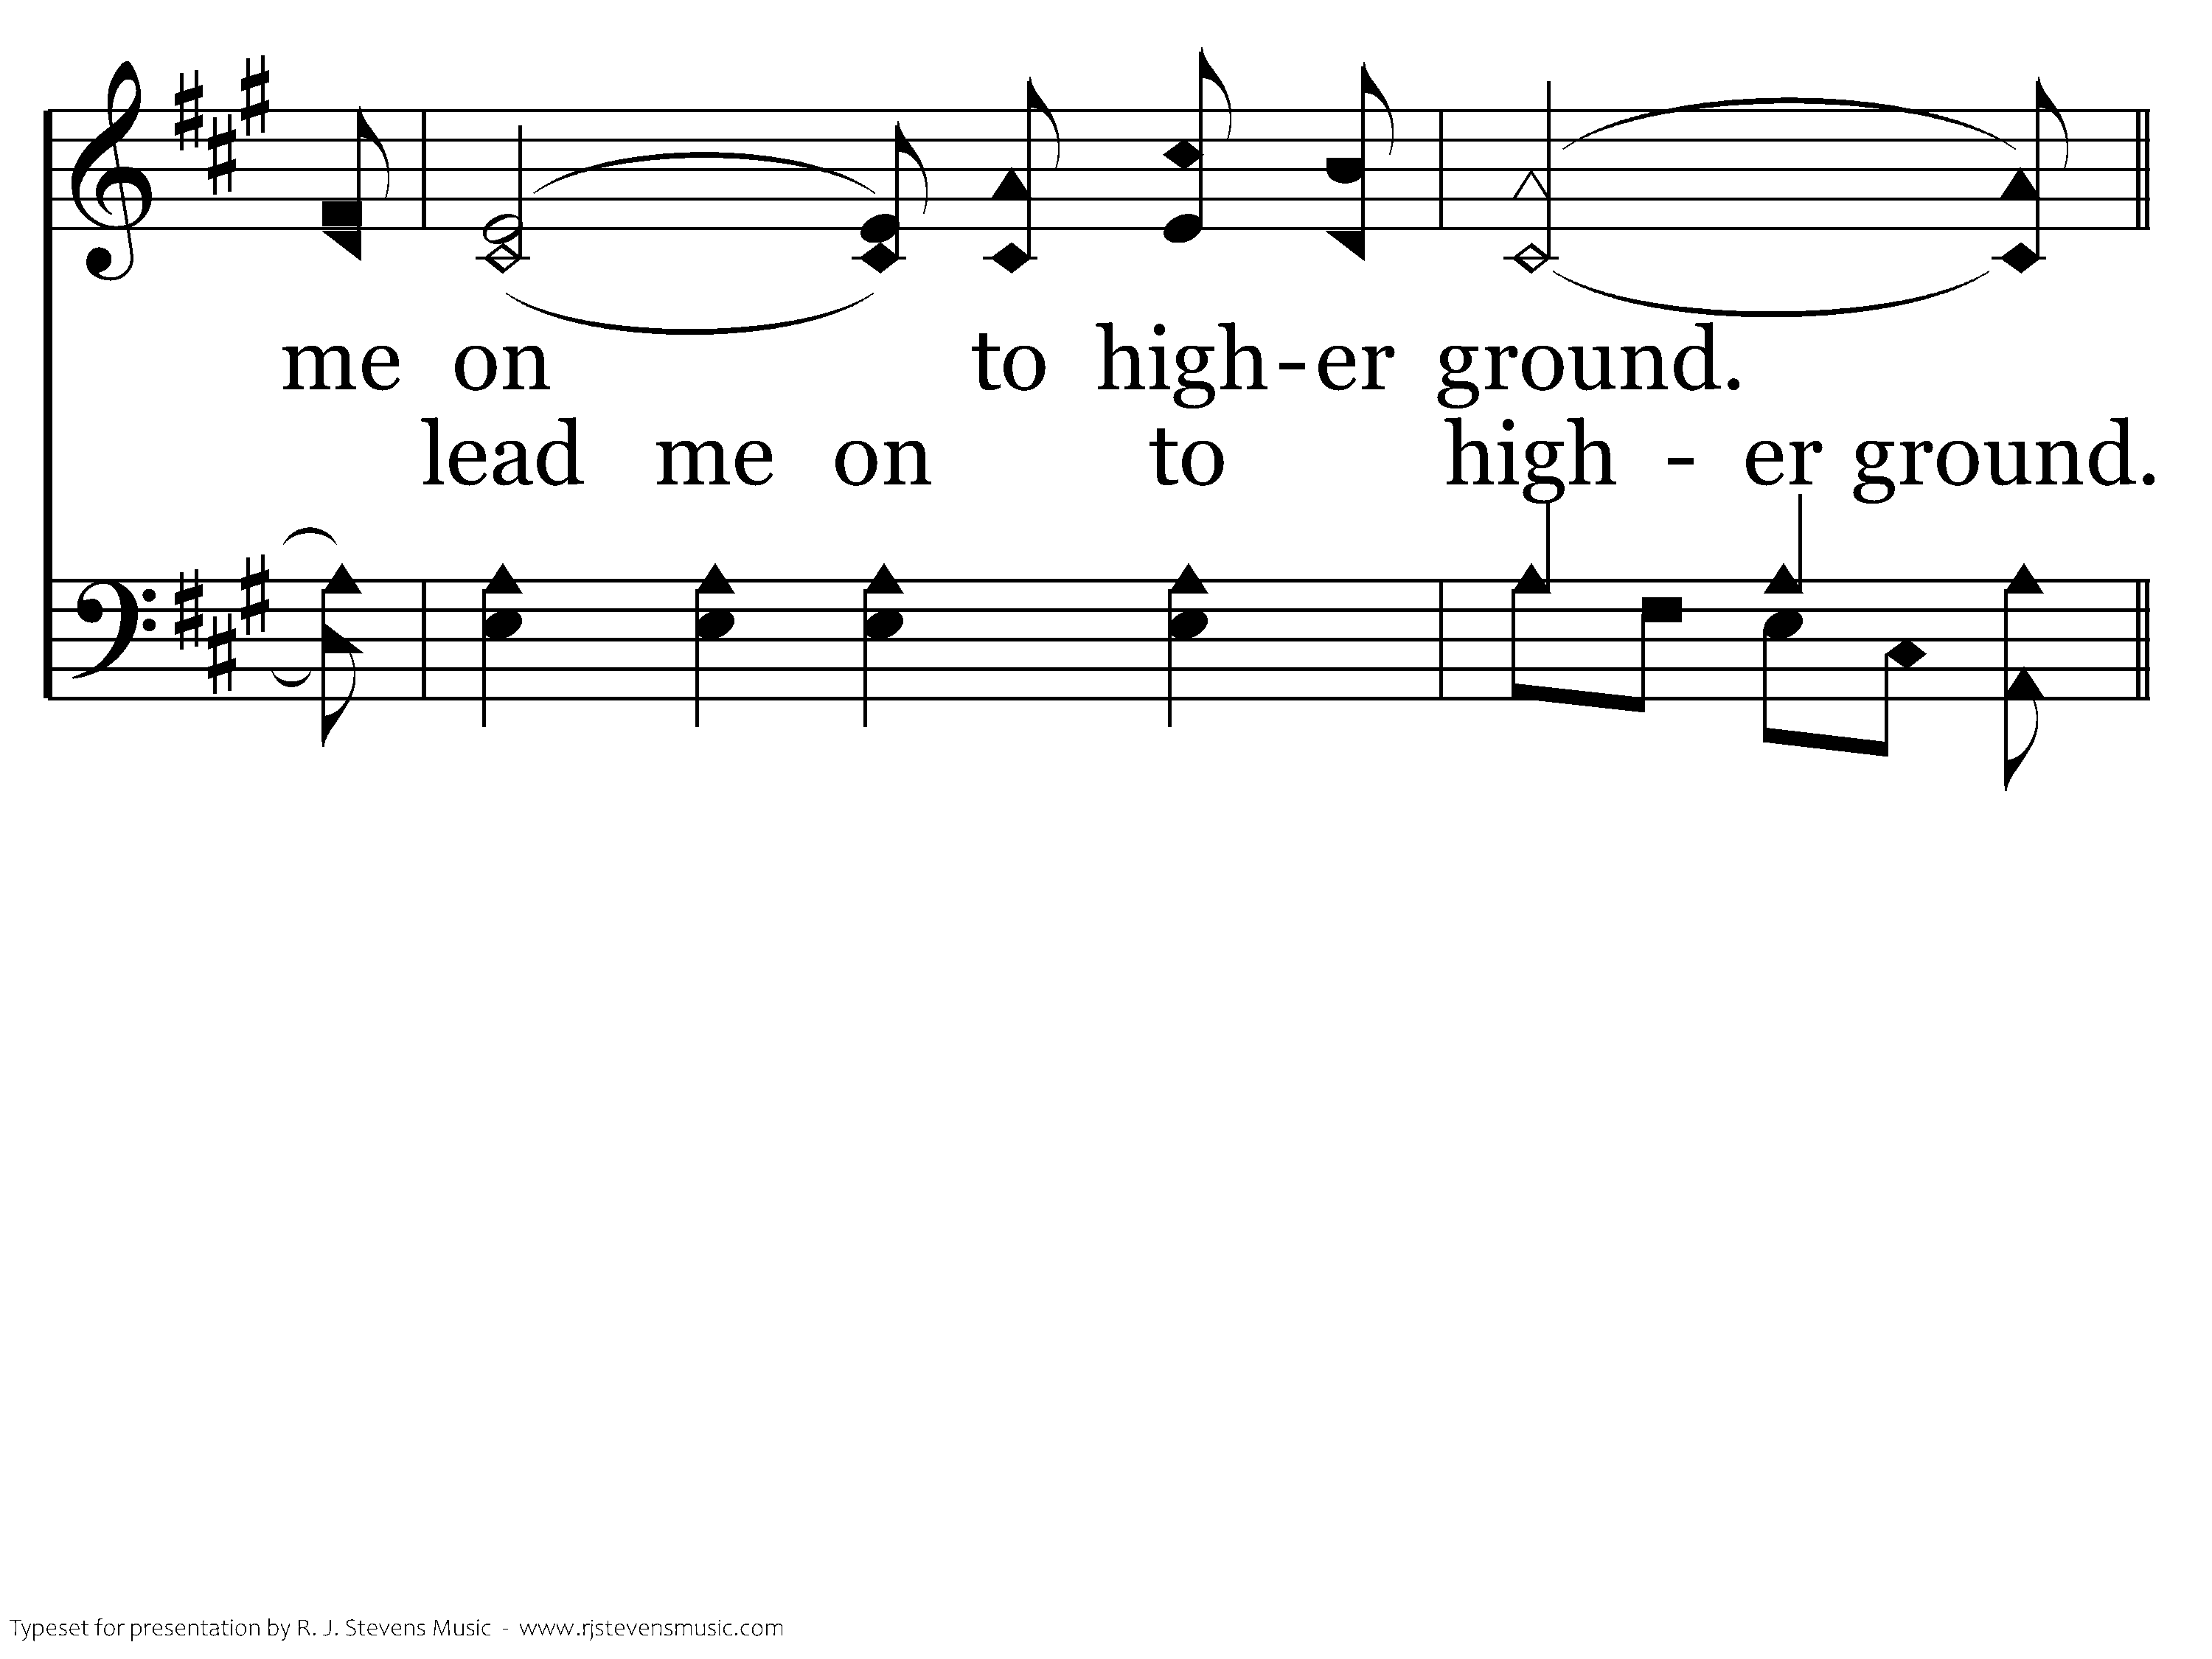 me on to high-er ground.
lead me on to high - er ground.
Typeset for presentation by R. J. Stevens Music - www.rjstevensmusic.com